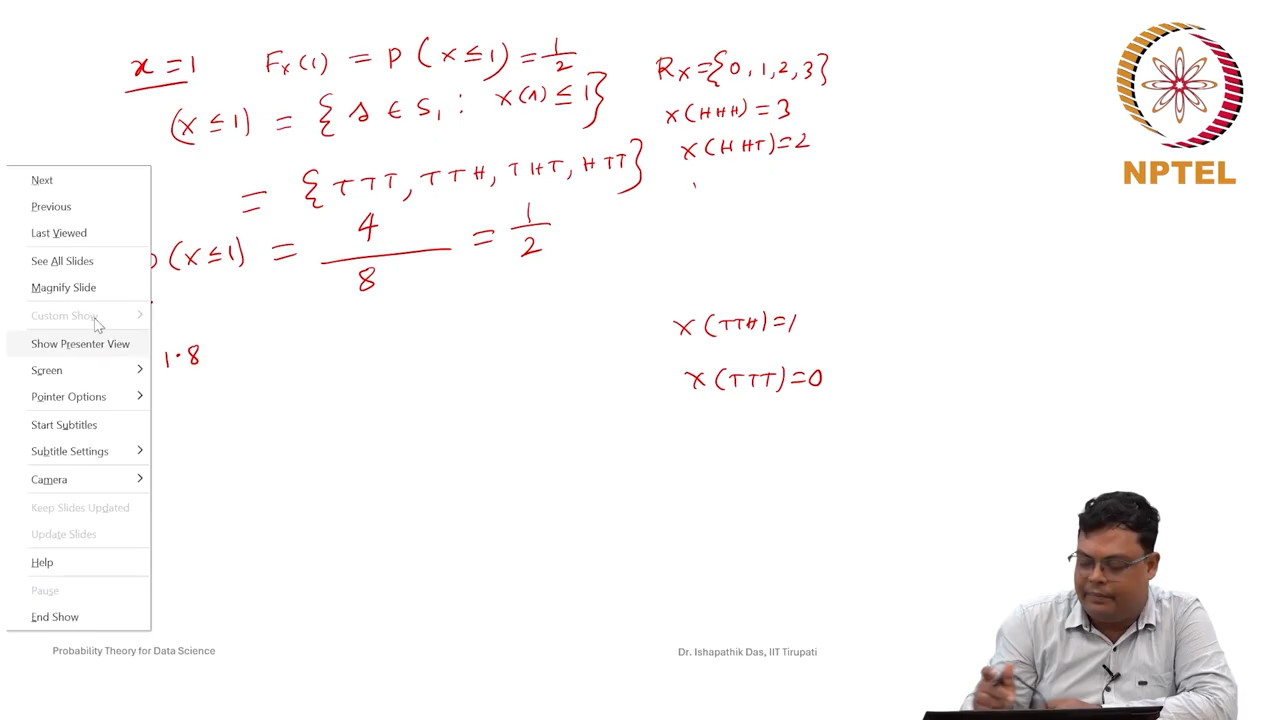 x = 1 F_X(1) = P(X ≤ 1) = 1/2
(X ≤ 1) = {s ∈ S, : X(s) ≤ 1}
= {TTT, TTH, THT, HTT}
(X ≤ 1) = 4/8 = 1/2
1.8
R_X = {0, 1, 2, 3}
X(HHH) = 3
X(HHT) = 2
X(TTH) = 1
X(TTT) = 0
NPTEL
Next
Previous
Last Viewed
See All Slides
Magnify Slide
Custom Show
Show Presenter View
Screen
Pointer Options
Start Subtitles
Subtitle Settings
Camera
Keep Slides Updated
Update Slides
Help
Pause
End Show
Probability Theory for Data Science
Dr. Ishapathik Das, IIT Tirupati